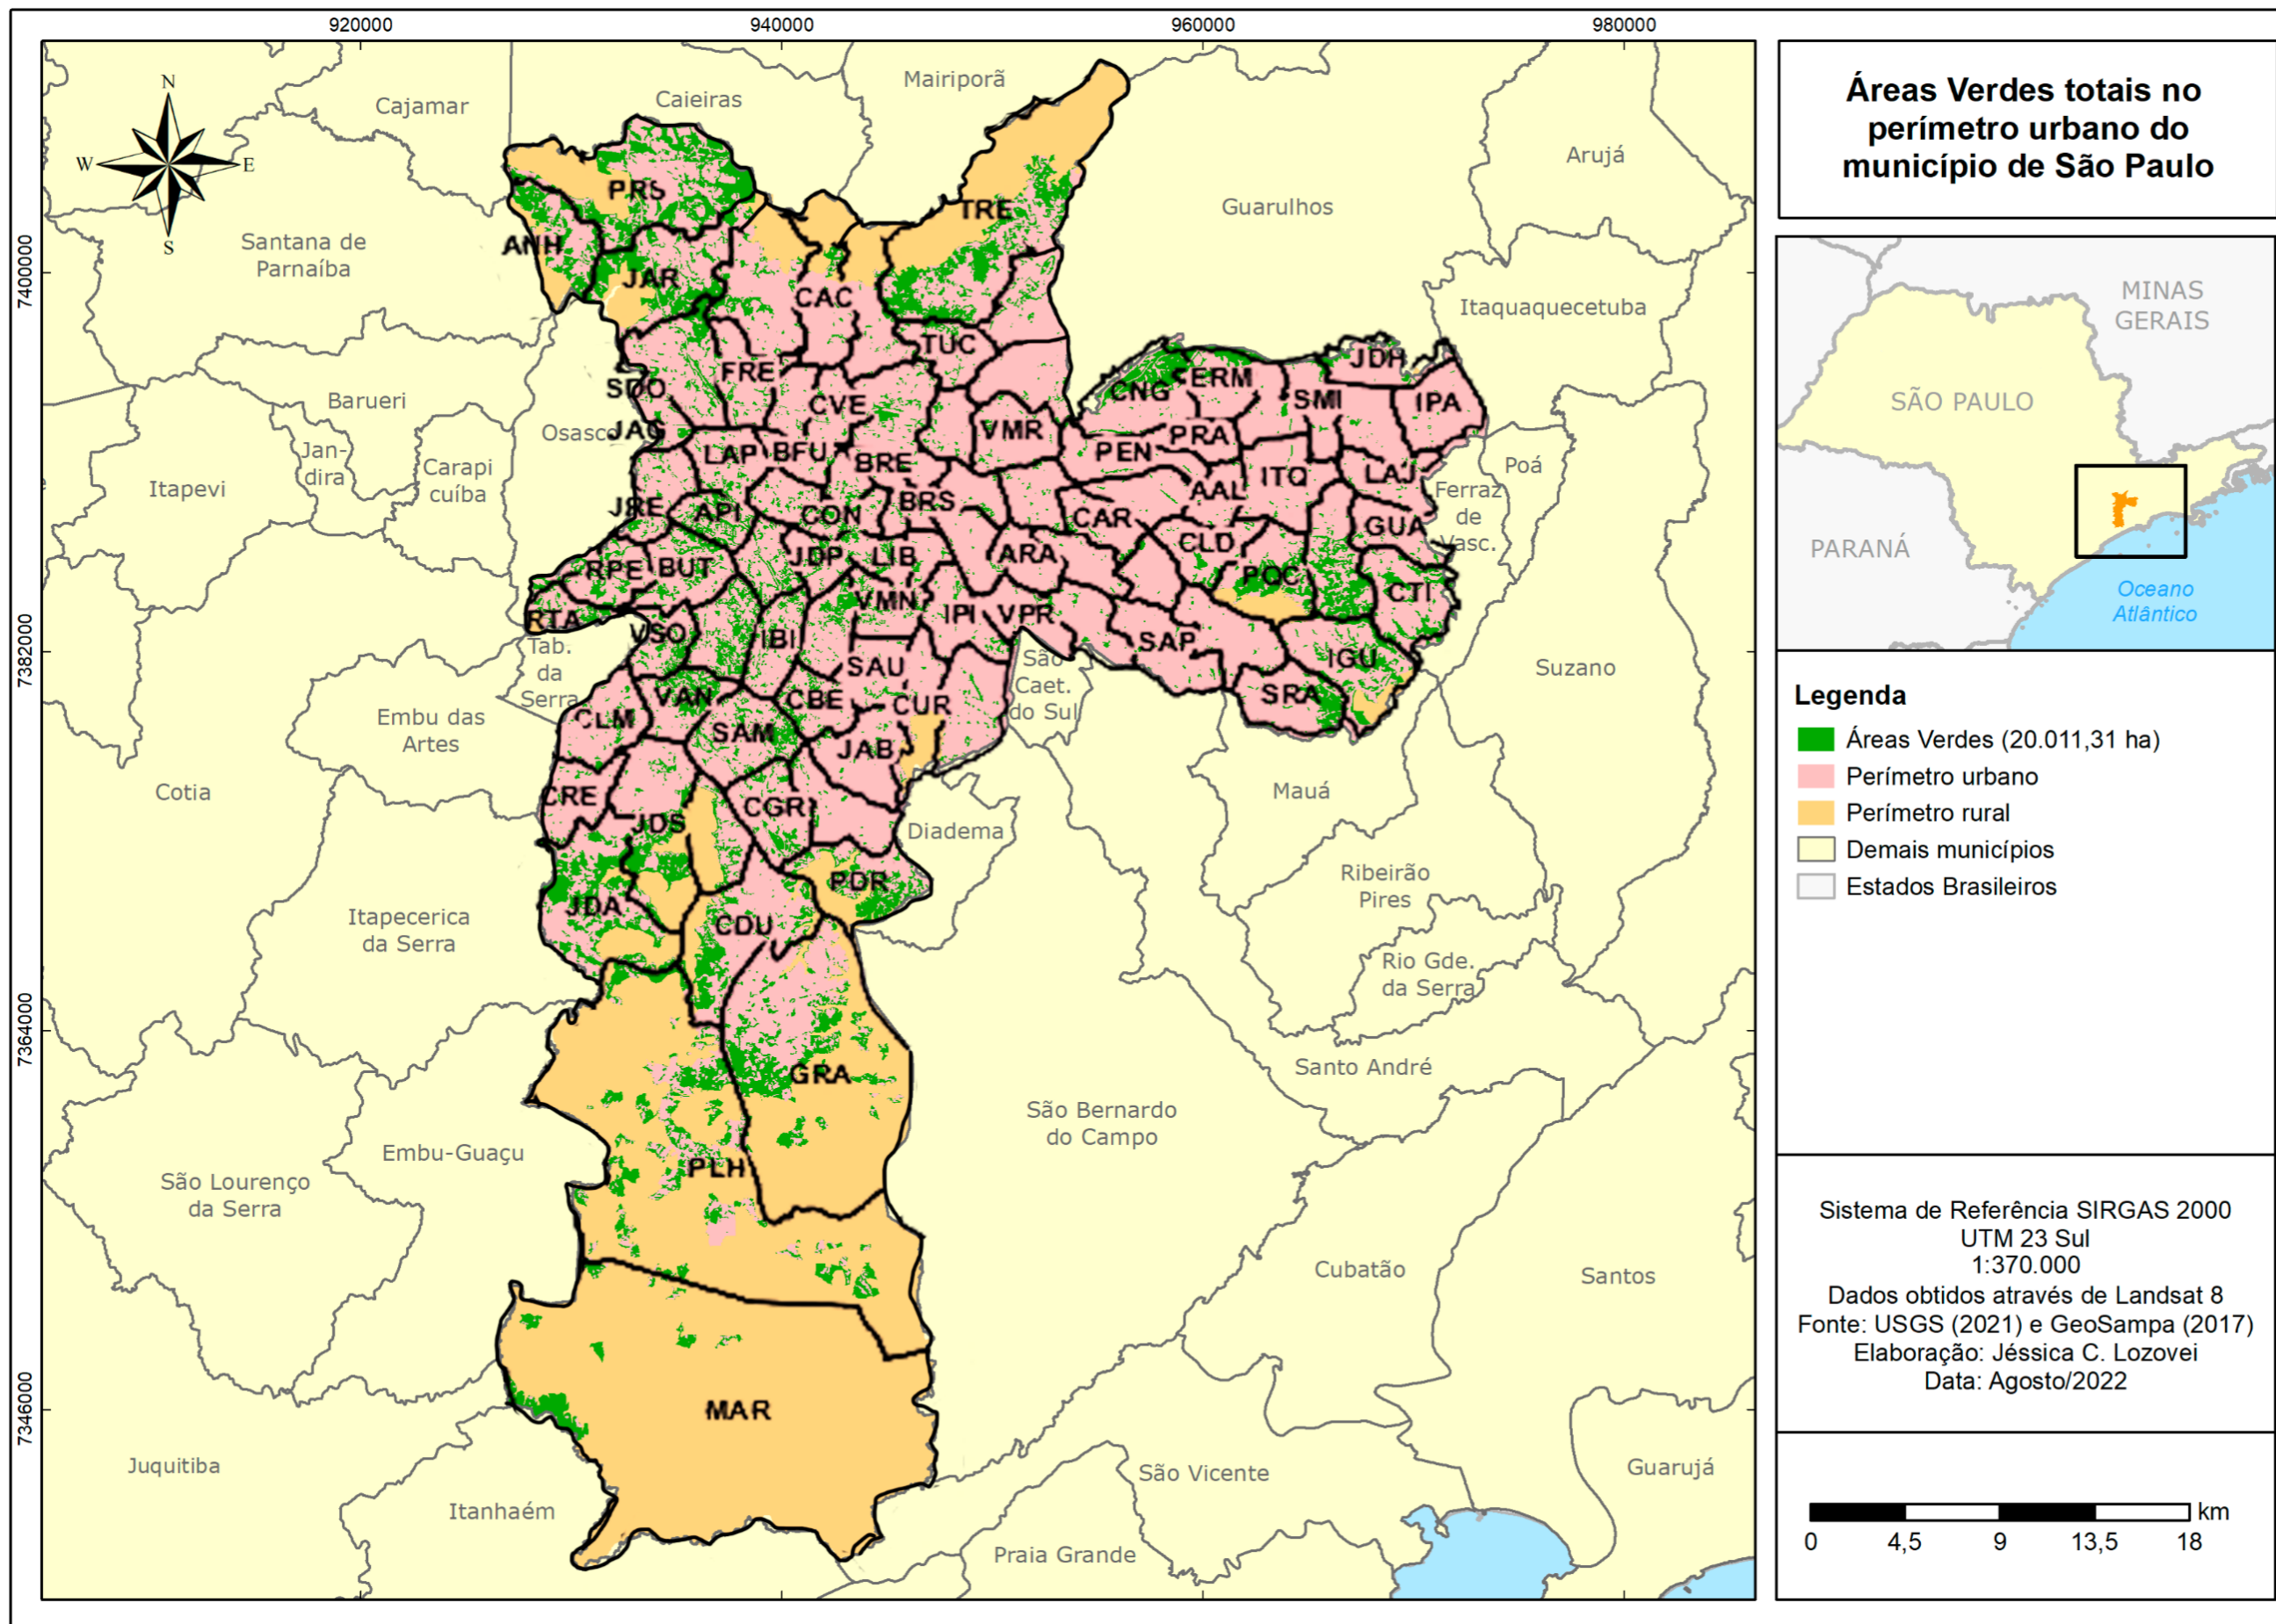 920000
940000
960000
980000
7400000
7382000
7364000
7346000
N
W
E
S
Cajamar
Caieiras
Mairiporã
Arujá
Guarulhos
Santana de
Parnaíba
Itaquaquecetuba
Barueri
Osasco
Jan-
dira
Carapi
cuíba
Itapevi
Poá
Ferraz
de
Vasc.
Tab.
da
Serra
São
Caet.
do Sul
Suzano
Embu das
Artes
Cotia
Mauá
Diadema
Ribeirão
Pires
Itapecerica
da Serra
Rio Gde.
da Serra
Santo André
São Bernardo
do Campo
Embu-Guaçu
São Lourenço
da Serra
Cubatão
Santos
Juquitiba
Itanhaém
São Vicente
Guarujá
Praia Grande
PRS
TRE
ANH
JAR
CAC
TUC
FRE
SDO
CVE
JAG
LAP
BFU
BRE
VMR
CNG
ERM
JDH
SMI
IPA
PRA
PEN
ITQ
LAJ
AAL
JRE
API
CON
BRS
CAR
GUA
CLD
JDP
LIB
ARA
RPE
BUT
PQC
CTI
VMN
RTA
VSO
IBI
IPI
VPR
SAP
SAU
IGU
VAN
CBE
CUR
SRA
CLM
SAM
JAB
CRE
CGR
JDS
PDR
JDA
CDU
GRA
PLH
MAR
Áreas Verdes totais no
perímetro urbano do
município de São Paulo
MINAS
GERAIS
SÃO PAULO
PARANÁ
Oceano
Atlântico
Legenda
Áreas Verdes (20.011,31 ha)
Perímetro urbano
Perímetro rural
Demais municípios
Estados Brasileiros
Sistema de Referência SIRGAS 2000
UTM 23 Sul
1:370.000
Dados obtidos através de Landsat 8
Fonte: USGS (2021) e GeoSampa (2017)
Elaboração: Jéssica C. Lozovei
Data: Agosto/2022
km
0 4,5 9 13,5 18